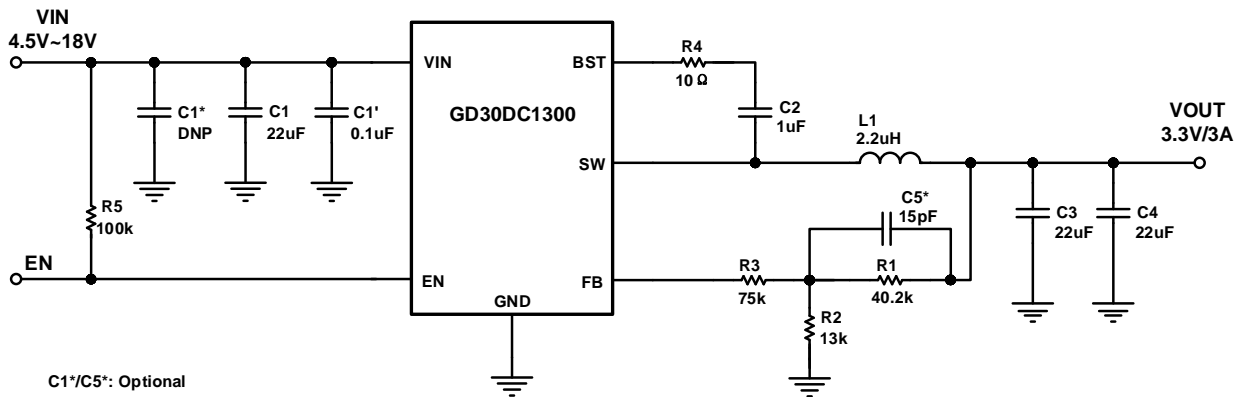 VIN
4.5V~18V
VIN
BST
R4
10Ω
C1*
DNP
C1
22uF
C1'
0.1uF
GD30DC1300
C2
1uF
L1
2.2uH
VOUT
3.3V/3A
SW
R5
100k
C5*
15pF
C3
22uF
C4
22uF
EN
EN
FB
R3
75k
R1
40.2k
GND
R2
13k
C1*/C5*: Optional